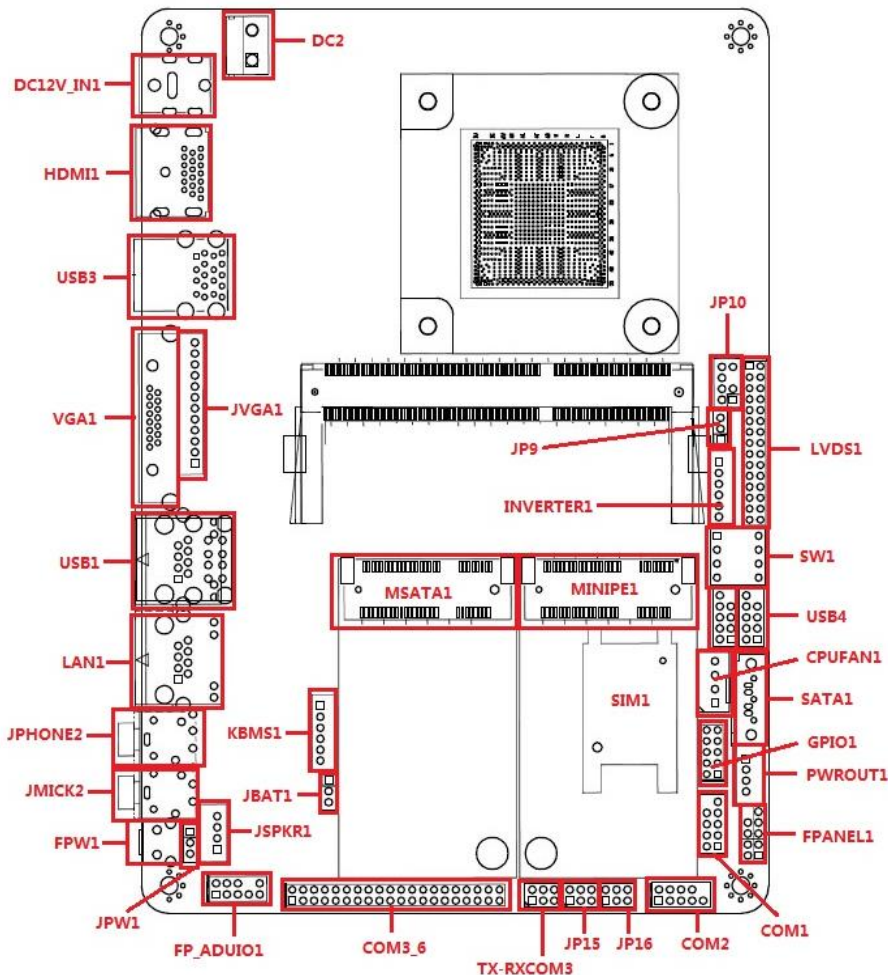 DC2
DC12V_IN1
HDMI1
USB3
JP10
VGA1
JVGA1
JP9
LVDS1
INVERTER1
USB1
SW1
MSATA1
MINIPE1
USB4
LAN1
CPUFAN1
SIM1
SATA1
KBMS1
JPHONE2
GPIO1
PWROUT1
JMICK2
JBAT1
JSPKR1
FPW1
FPANEL1
JPW1
COM1
FP_ADUIO1
COM3_6
JP15
JP16
COM2
TX-RXCOM3